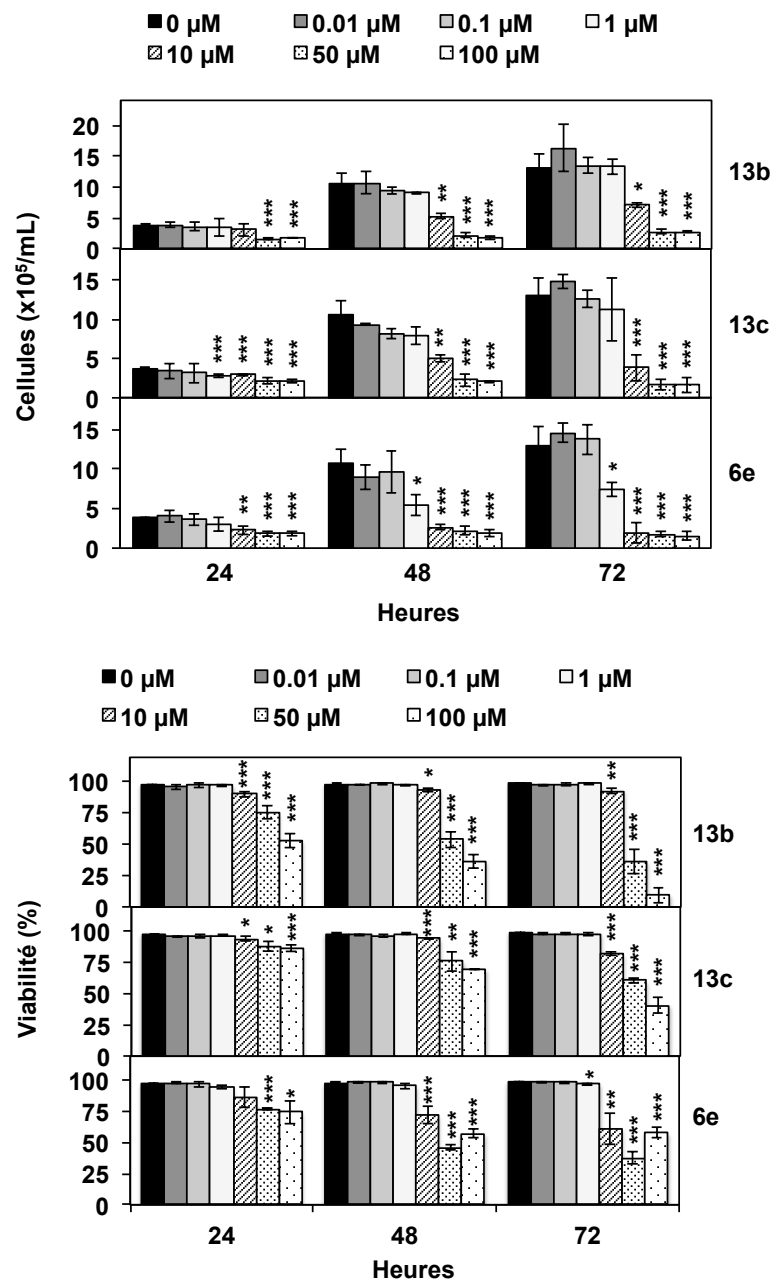 0 µM 0.01 µM 0.1 µM 1 µM
10 µM 50 µM 100 µM
Cellules (x10⁵/mL)
20
15
10
5
0
*** *** ** *** *** * *** ***
13b
15
10
5
0
*** *** *** *** ** *** *** *** *** ***
13c
15
10
5
0
** *** *** * *** *** *** * *** *** ***
6e
24 48 72
Heures
0 µM 0.01 µM 0.1 µM 1 µM
10 µM 50 µM 100 µM
Viabilité (%)
100
75
50
25
0
*** *** *** * *** *** ** *** ***
13b
100
75
50
25
0
* * *** *** ** *** *** *** ***
13c
100
75
50
25
0
*** * *** *** *** * ** *** ***
6e
24 48 72
Heures